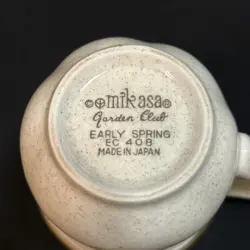 mikasa
Garden Club
EARLY SPRING
EC 408
MADE IN JAPAN